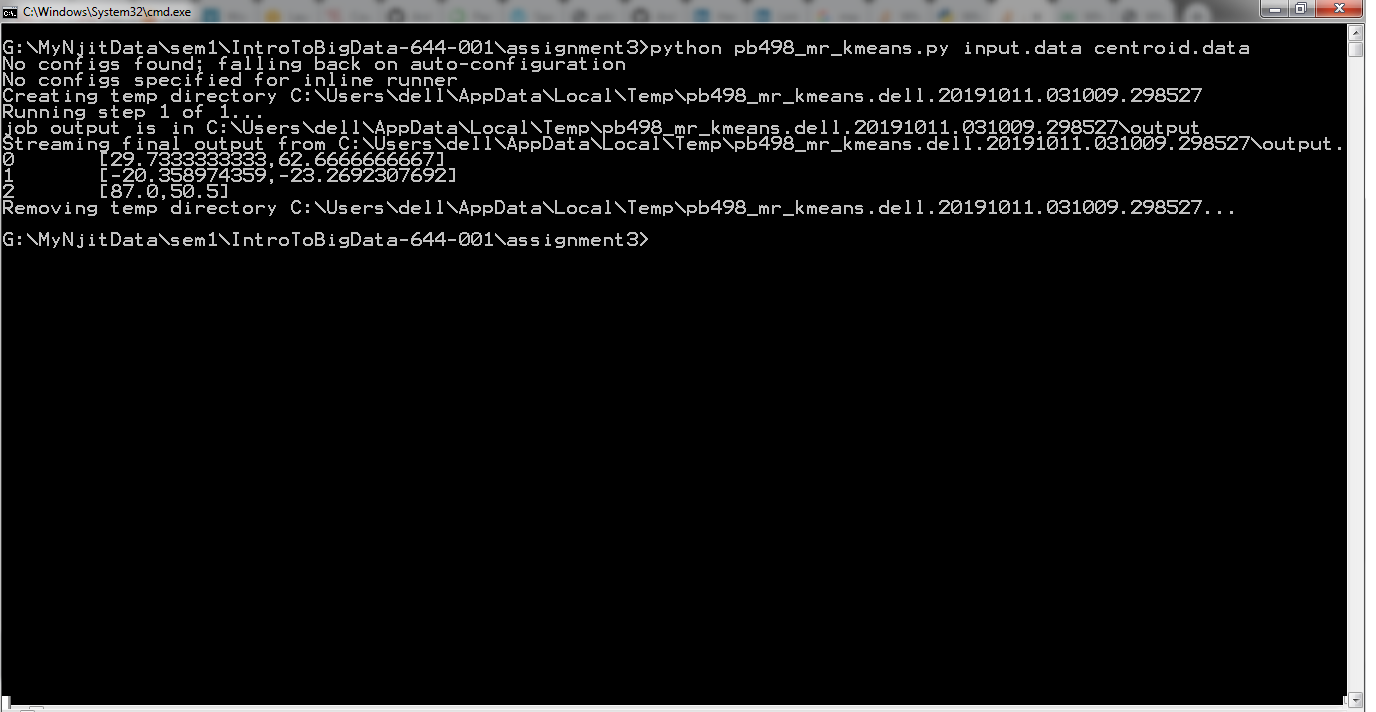 C:\Windows\System32\cmd.exe
G:\MyNjitData\sem1\IntroToBigData-644-001\assignment3>python pb498_mr_kmeans.py input.data centroid.data
No configs found; falling back on auto-configuration
No configs specified for inline runner
Creating temp directory C:\Users\dell\AppData\Local\Temp\pb498_mr_kmeans.dell.20191011.031009.298527
Running step 1 of 1...
job output is in C:\Users\dell\AppData\Local\Temp\pb498_mr_kmeans.dell.20191011.031009.298527\output
Streaming final output from C:\Users\dell\AppData\Local\Temp\pb498_mr_kmeans.dell.20191011.031009.298527\output.
0 [29.7333333333,62.6666666667]
1 [-20.358974359,-23.2692307692]
2 [87.0,50.5]
Removing temp directory C:\Users\dell\AppData\Local\Temp\pb498_mr_kmeans.dell.20191011.031009.298527...
G:\MyNjitData\sem1\IntroToBigData-644-001\assignment3>